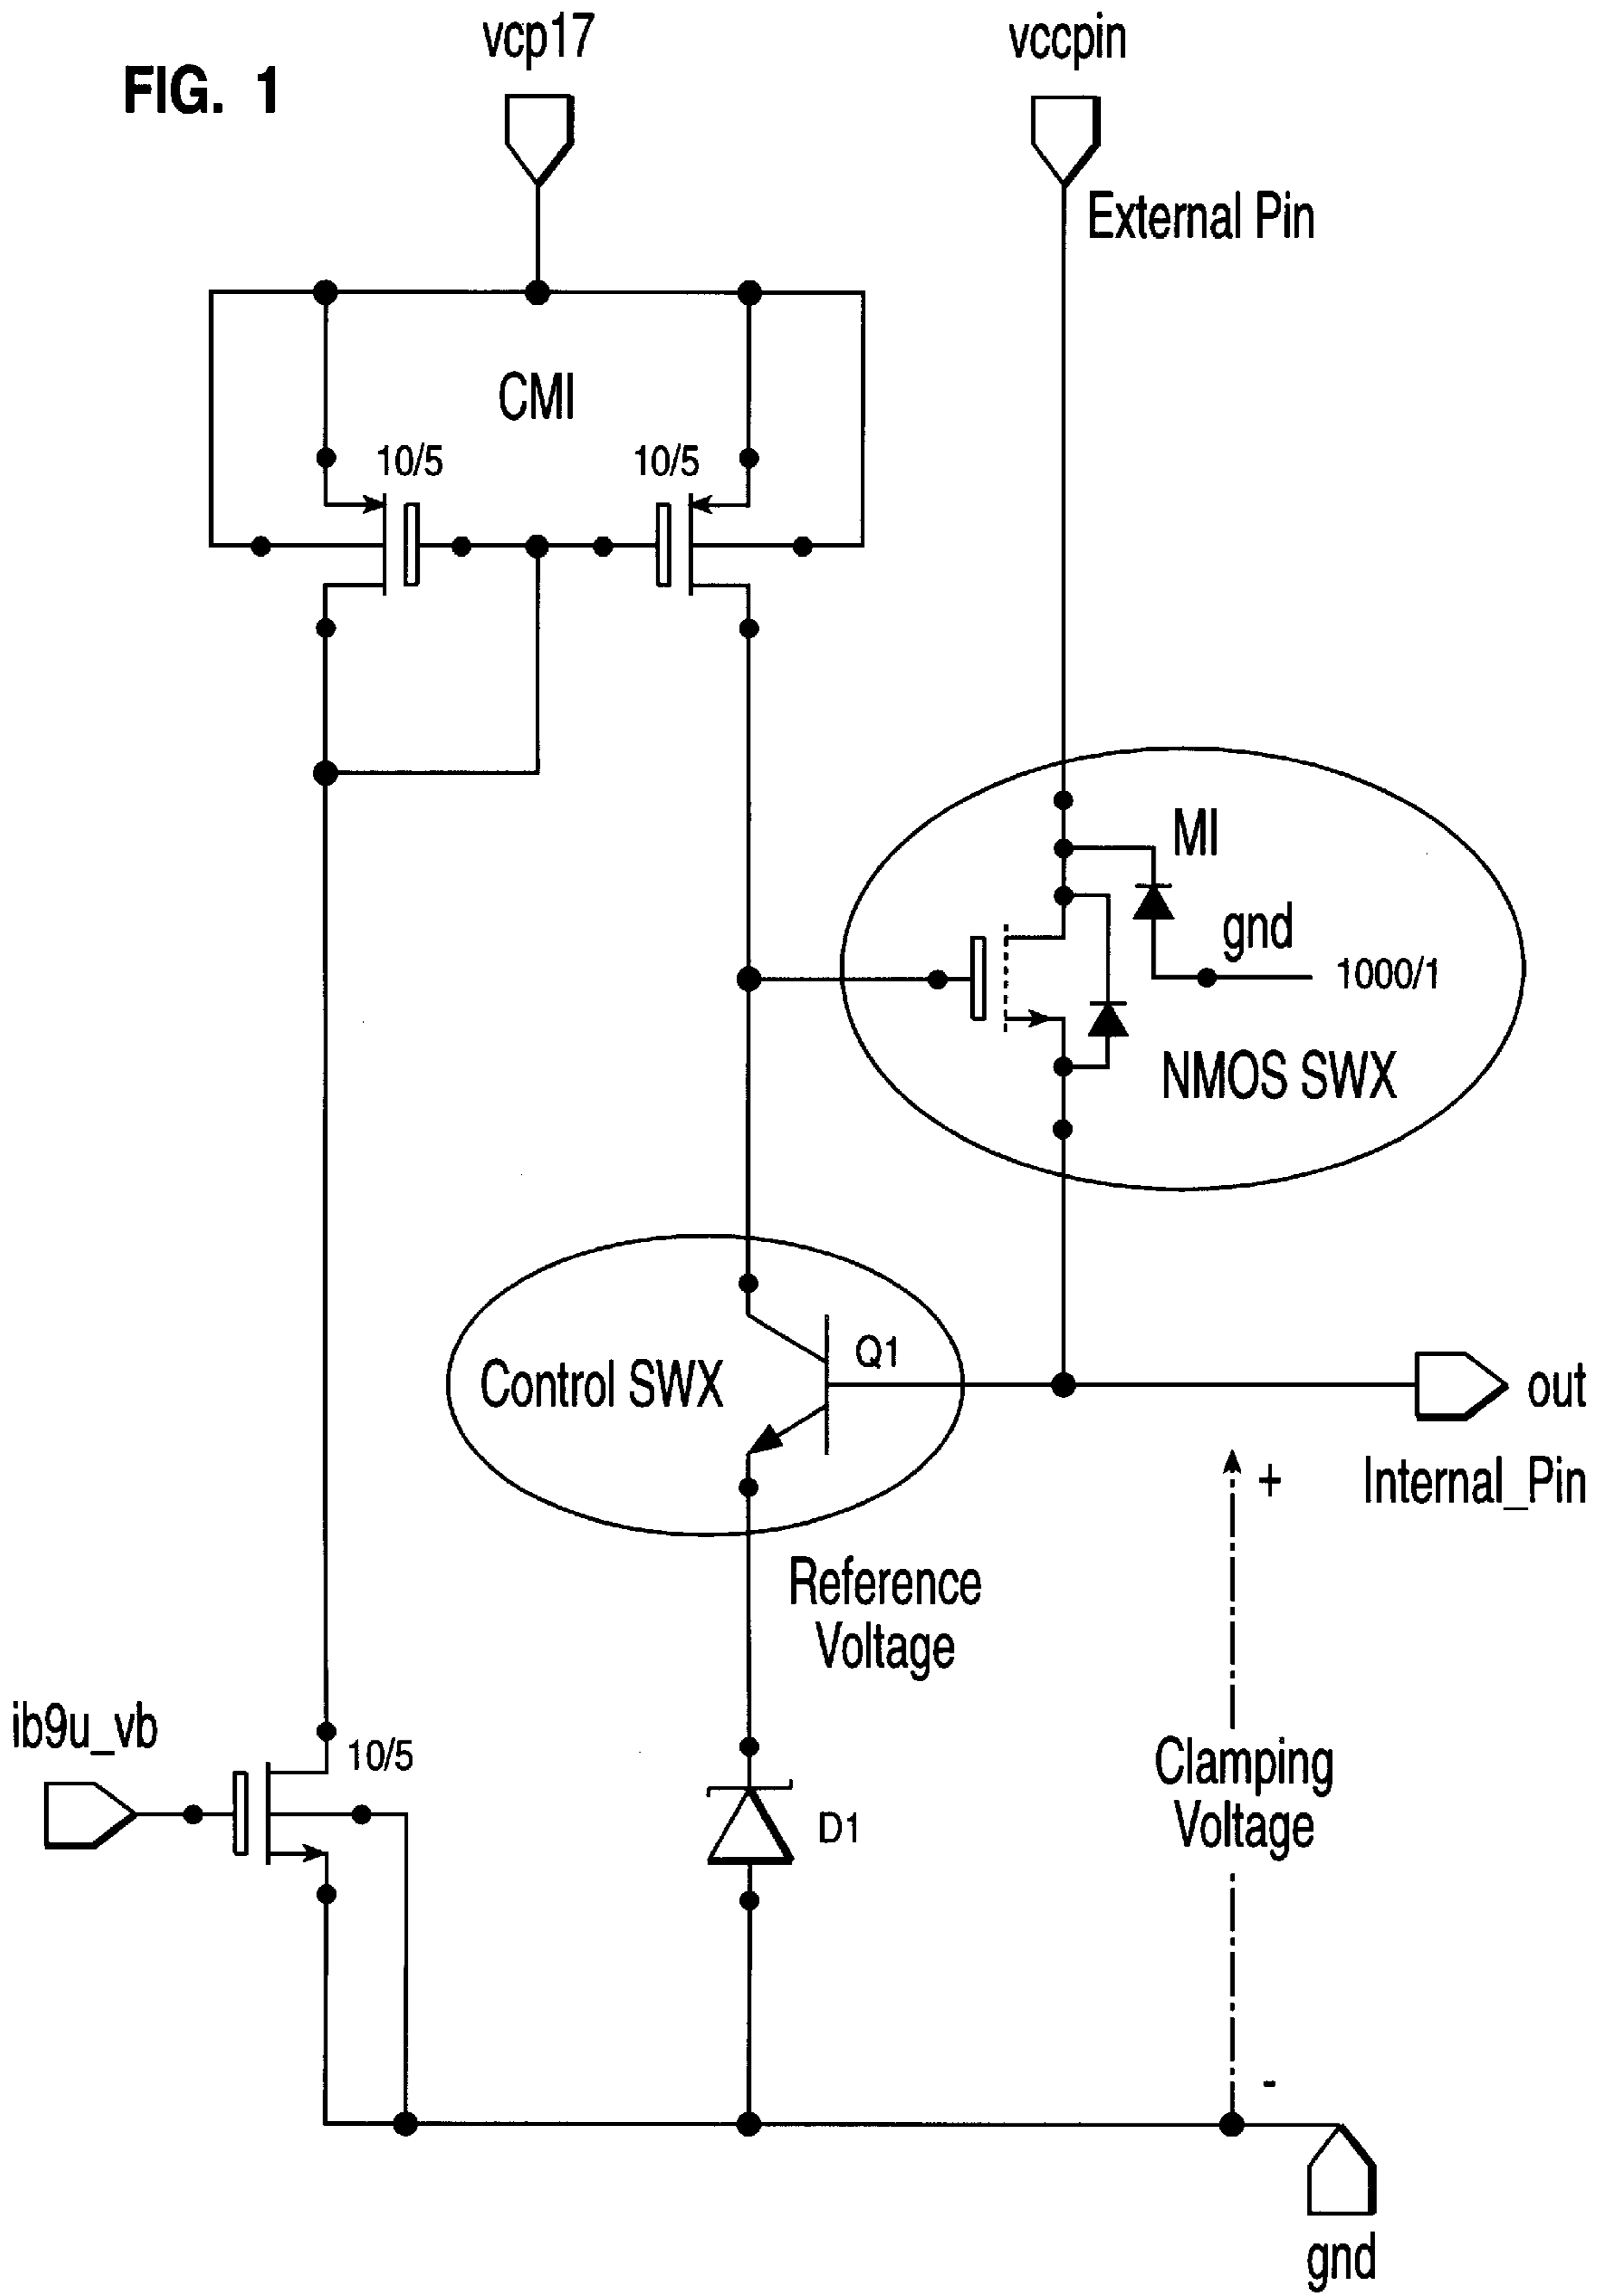 FIG. 1
vcp17
vccpin
External Pin
CMI
10/5
10/5
MI
gnd
1000/1
NMOS SWX
Q1
Control SWX
out
+
Internal_Pin
Reference
Voltage
ib9u_vb
10/5
Clamping
Voltage
D1
-
gnd